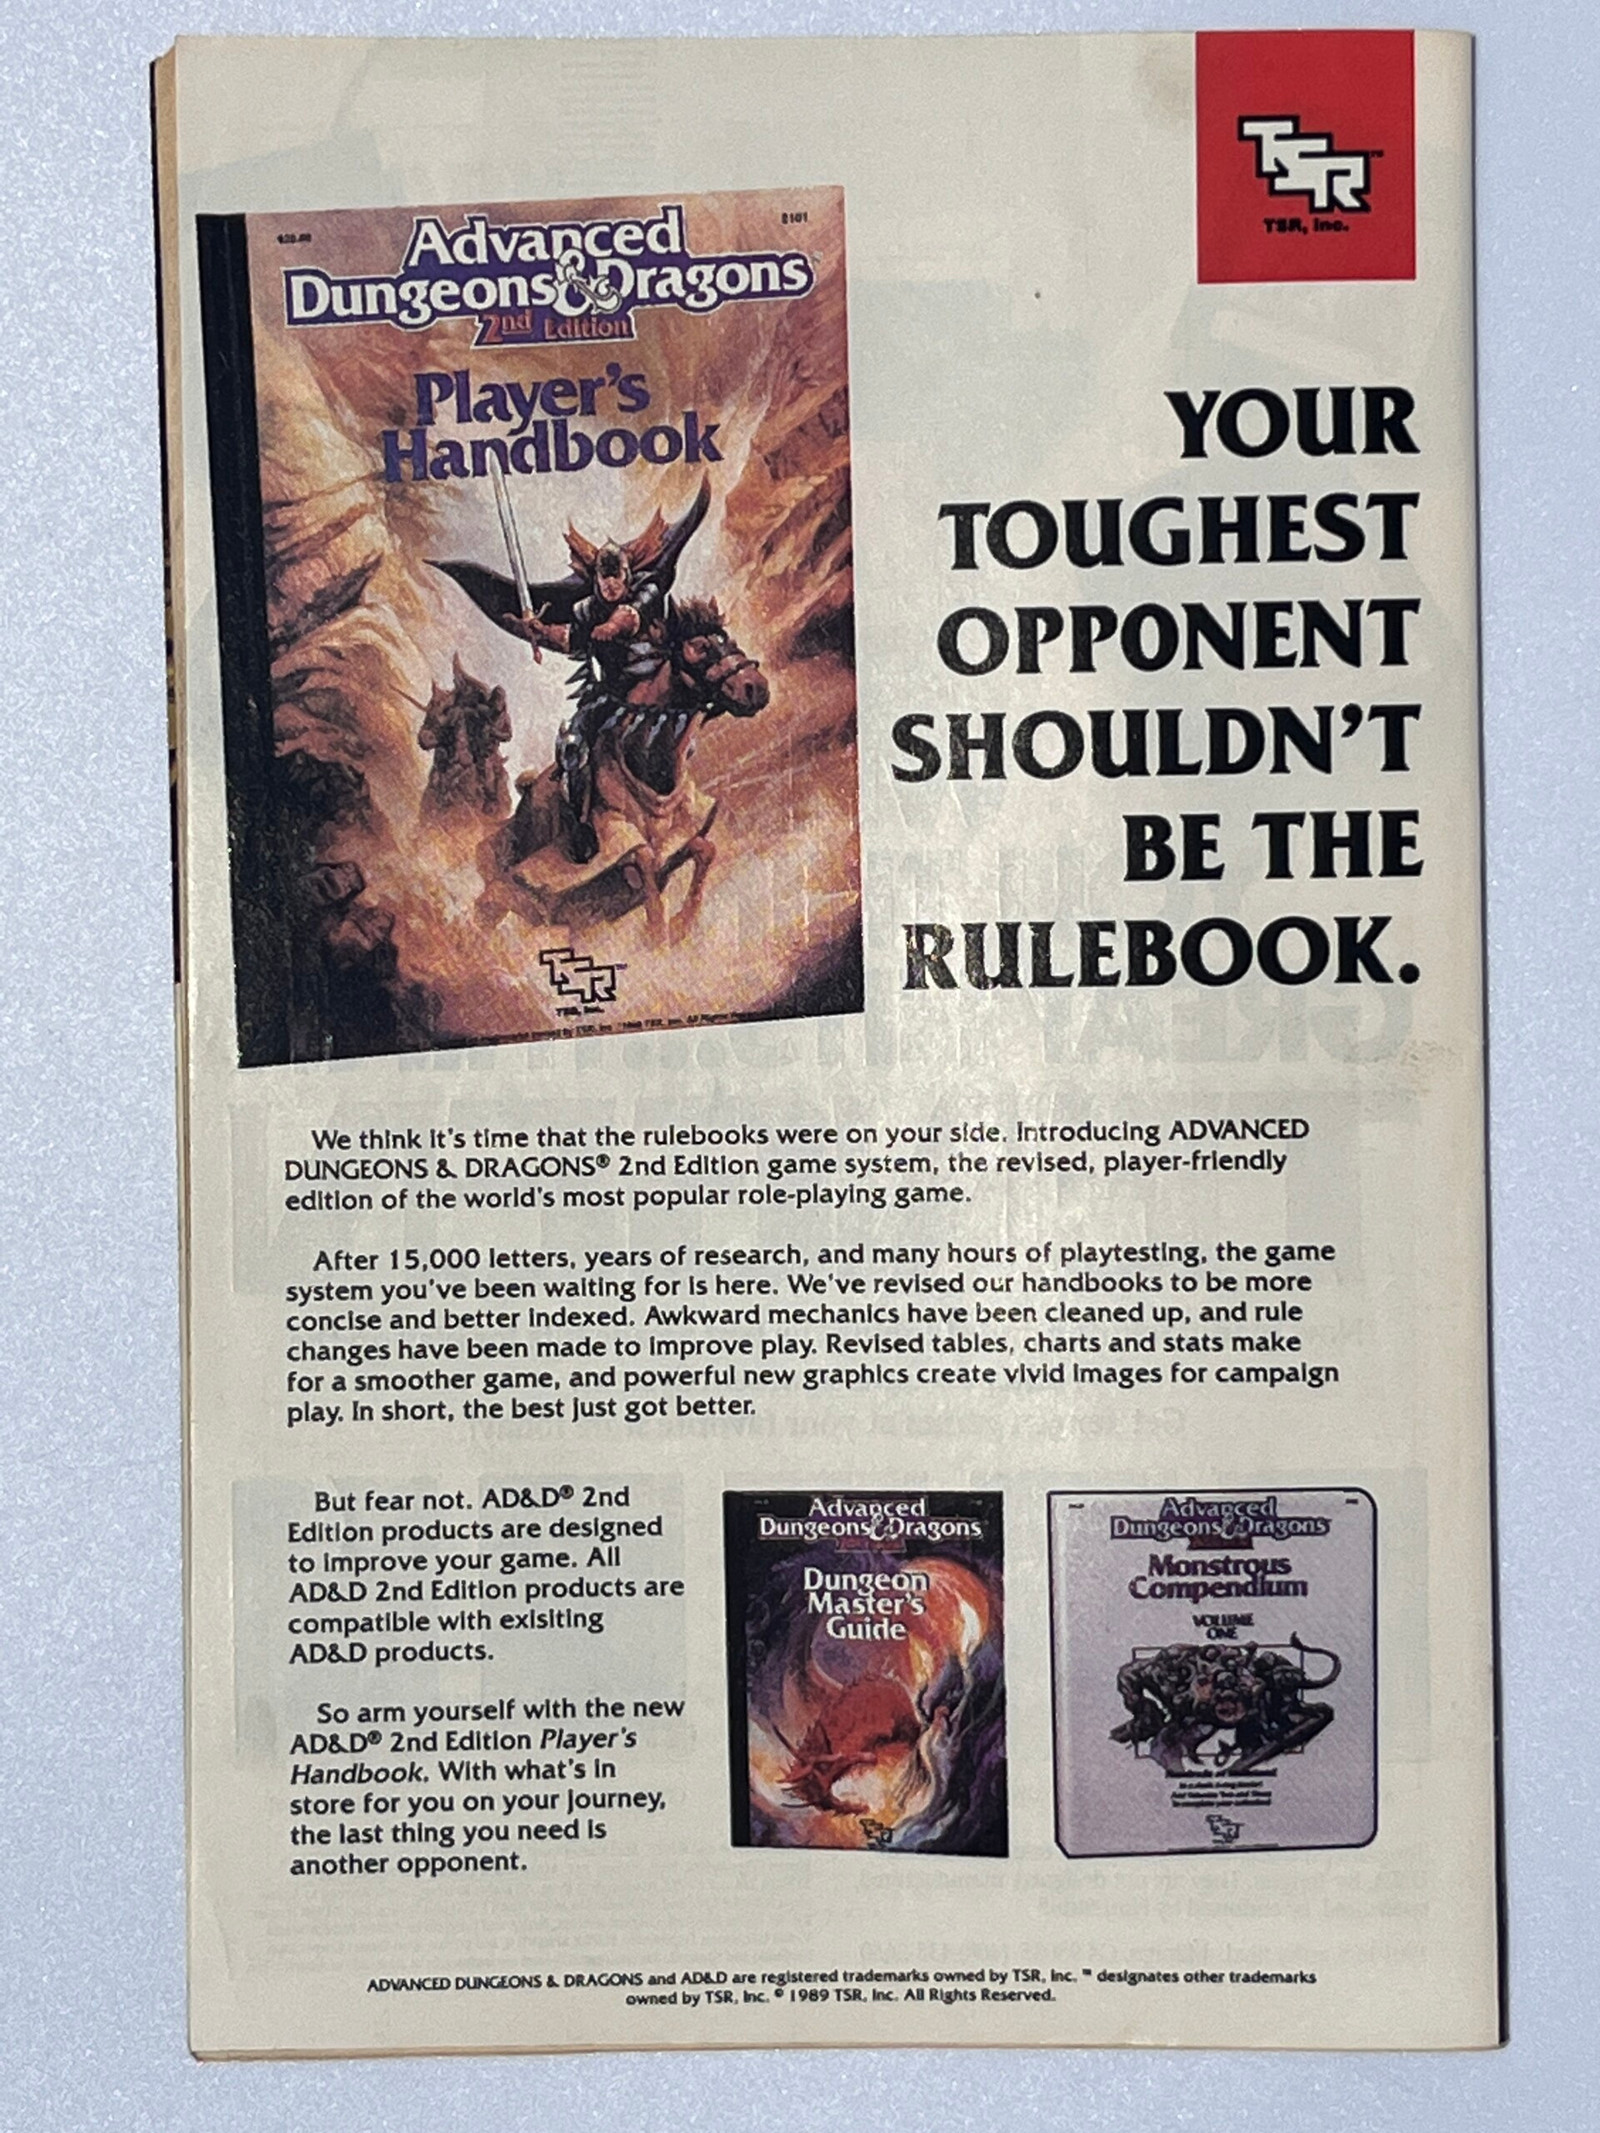 TSR™
TSR, Inc.
2101
Advanced
Dungeons & Dragons™
2nd Edition
Player's
Handbook
TSR™
TSR, Inc.
YOUR
TOUGHEST
OPPONENT
SHOULDN'T
BE THE
RULEBOOK.
We think it's time that the rulebooks were on your side. Introducing ADVANCED
DUNGEONS & DRAGONS® 2nd Edition game system, the revised, player-friendly
edition of the world's most popular role-playing game.
After 15,000 letters, years of research, and many hours of playtesting, the game
system you've been waiting for is here. We've revised our handbooks to be more
concise and better indexed. Awkward mechanics have been cleaned up, and rule
changes have been made to improve play. Revised tables, charts and stats make
for a smoother game, and powerful new graphics create vivid images for campaign
play. In short, the best just got better.
But fear not. AD&D® 2nd
Edition products are designed
to improve your game. All
AD&D 2nd Edition products are
compatible with exisiting
AD&D products.
So arm yourself with the new
AD&D® 2nd Edition Player's
Handbook. With what's in
store for you on your journey,
the last thing you need is
another opponent.
Advanced
Dungeons & Dragons
Dungeon
Master's
Guide
TSR
Advanced
Dungeons & Dragons
Monstrous
Compendium
VOLUME
ONE
TSR
ADVANCED DUNGEONS & DRAGONS and AD&D are registered trademarks owned by TSR, Inc. ™ designates other trademarks
owned by TSR, Inc. © 1989 TSR, Inc. All Rights Reserved.